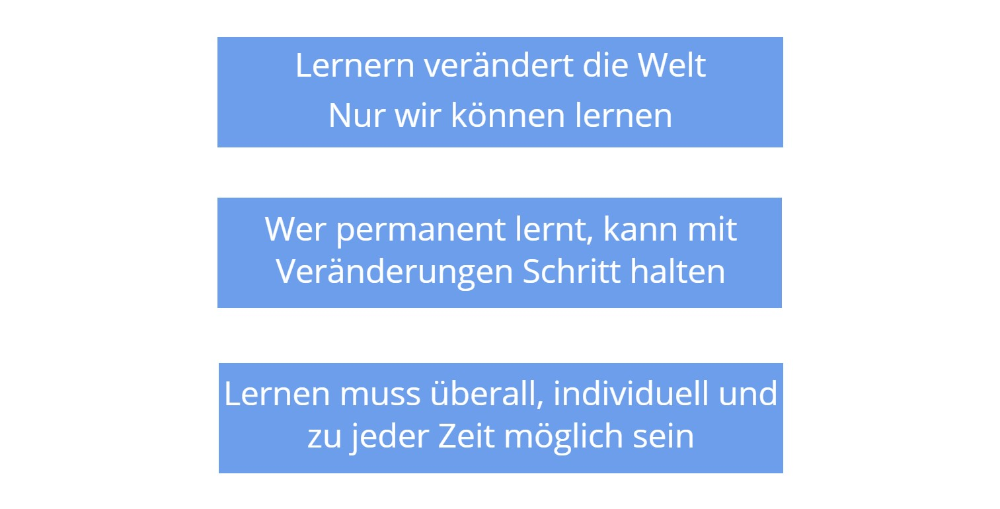 Lernern verändert die Welt
Nur wir können lernen
Wer permanent lernt, kann mit
Veränderungen Schritt halten
Lernen muss überall, individuell und
zu jeder Zeit möglich sein